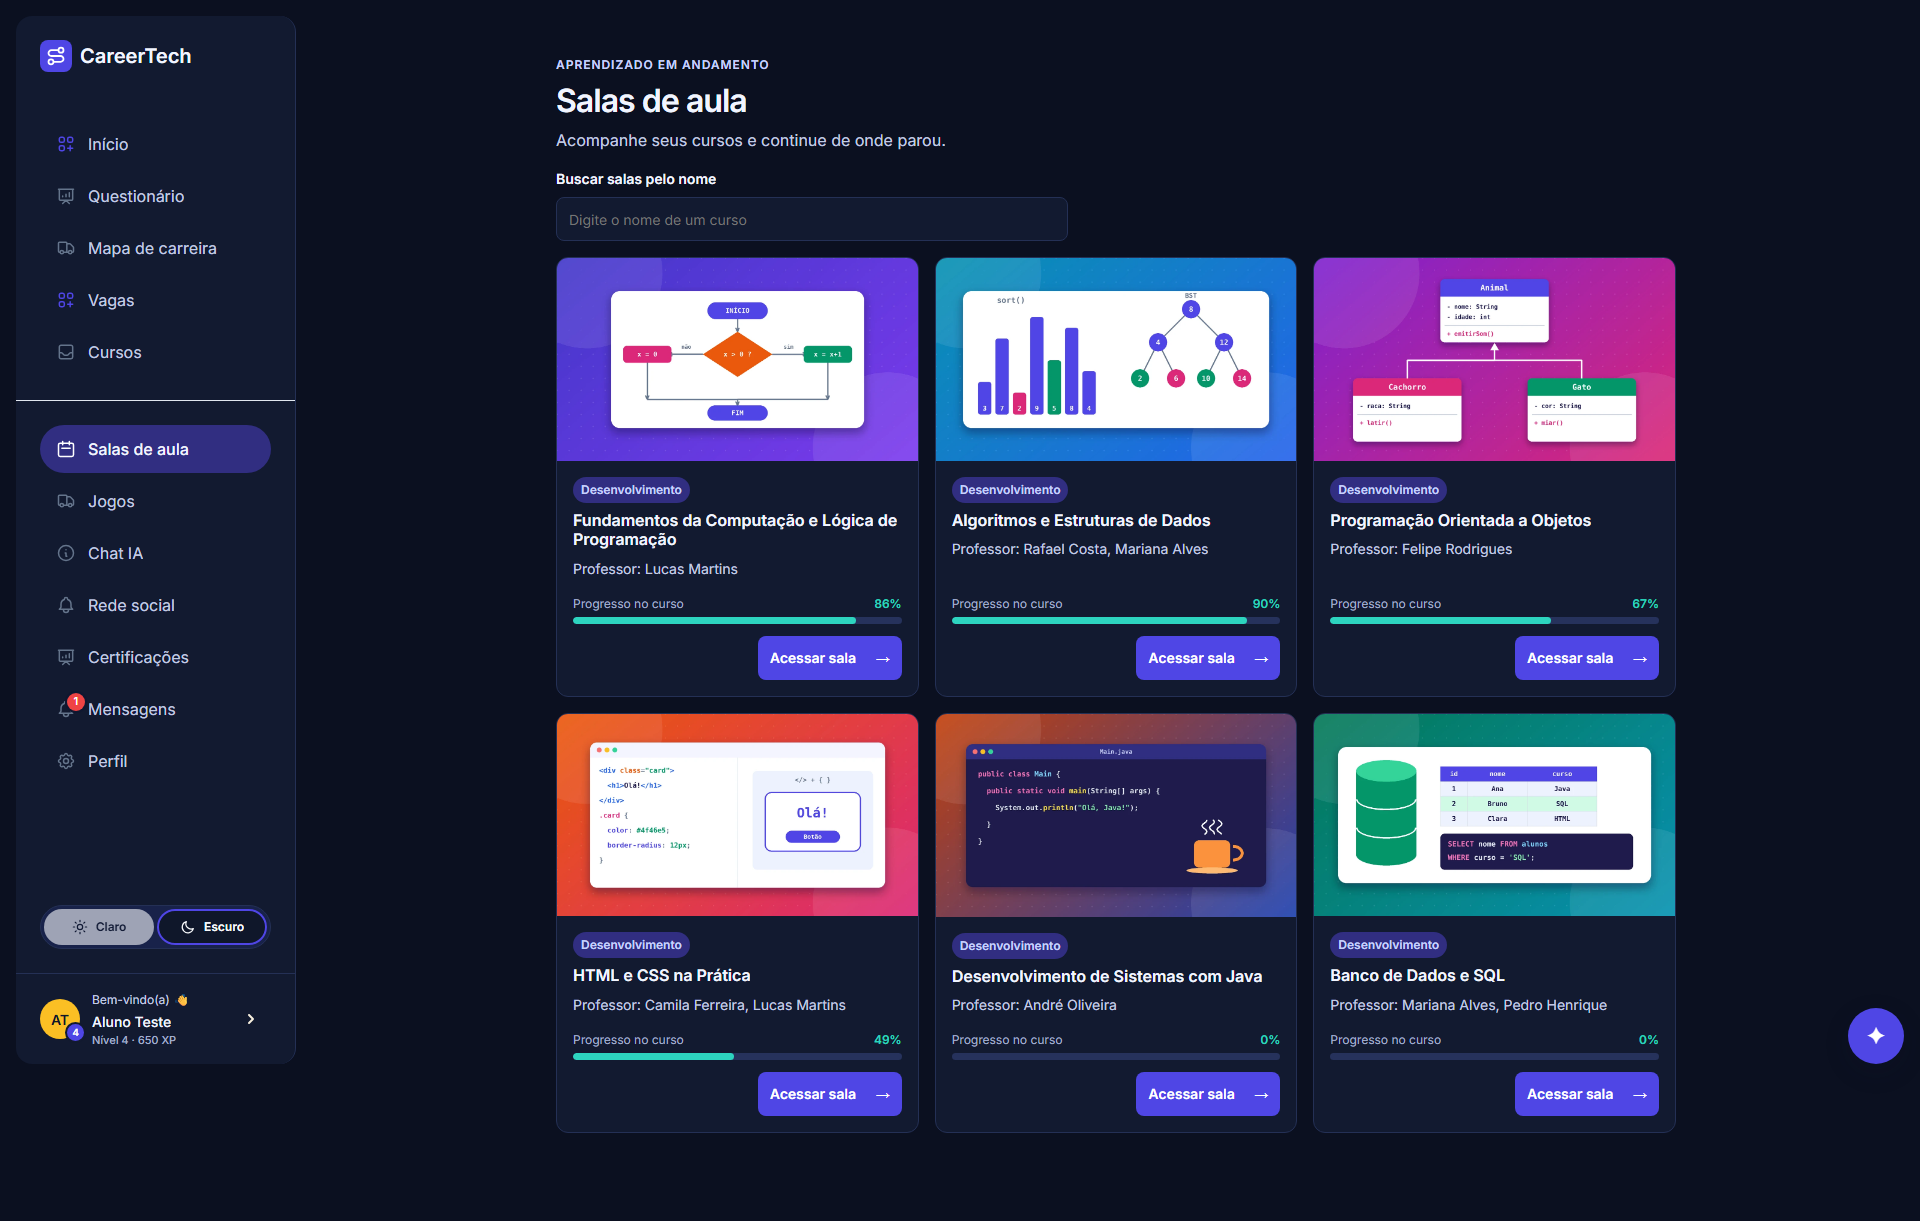 CareerTech
Início
Questionário
Mapa de carreira
Vagas
Cursos
Salas de aula
Jogos
Chat IA
Rede social
Certificações
1
Mensagens
Perfil
Claro
Escuro
Bem-vindo(a) 👋
AT
4
Aluno Teste
Nível 4 · 650 XP
APRENDIZADO EM ANDAMENTO
Salas de aula
Acompanhe seus cursos e continue de onde parou.
Buscar salas pelo nome
Digite o nome de um curso
INÍCIO
não
sim
x = 0
x > 0 ?
x = x+1
FIM
Desenvolvimento
Fundamentos da Computação e Lógica de
Programação
Professor: Lucas Martins
Progresso no curso
86%
Acessar sala →
sort()
3 7 2 9 5 8 4
BST
8
4 12
2 6 10 14
Desenvolvimento
Algoritmos e Estruturas de Dados
Professor: Rafael Costa, Mariana Alves
Progresso no curso
90%
Acessar sala →
Animal
- nome: String
- idade: int
+ emitirSom()
Cachorro
- raca: String
+ latir()
Gato
- cor: String
+ miar()
Desenvolvimento
Programação Orientada a Objetos
Professor: Felipe Rodrigues
Progresso no curso
67%
Acessar sala →
<div class="card">
<h1>Olá!</h1>
</div>
.card {
color: #4f46e5;
border-radius: 12px;
}
</> + { }
Olá!
Botão
Desenvolvimento
HTML e CSS na Prática
Professor: Camila Ferreira, Lucas Martins
Progresso no curso
49%
Acessar sala →
Main.java
public class Main {
public static void main(String[] args) {
System.out.println("Olá, Java!");
}
}
Desenvolvimento
Desenvolvimento de Sistemas com Java
Professor: André Oliveira
Progresso no curso
0%
Acessar sala →
id nome curso
1 Ana Java
2 Bruno SQL
3 Clara HTML
SELECT nome FROM alunos
WHERE curso = 'SQL';
Desenvolvimento
Banco de Dados e SQL
Professor: Mariana Alves, Pedro Henrique
Progresso no curso
0%
Acessar sala →